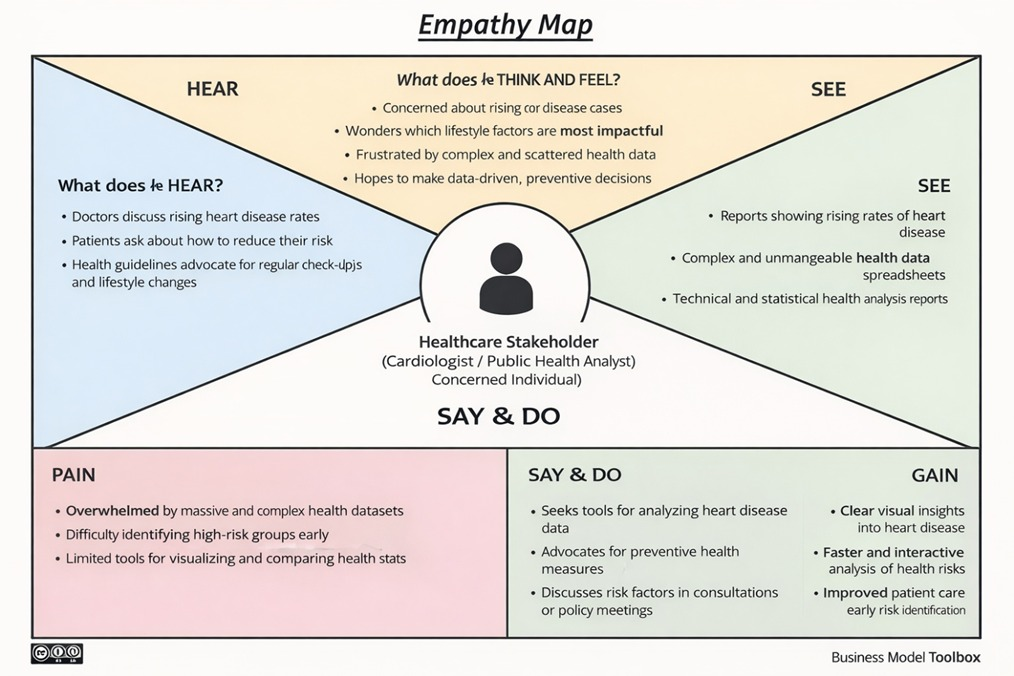 Empathy Map
HEAR
What does he THINK AND FEEL?
SEE
• Concerned about rising cor disease cases
• Wonders which lifestyle factors are most impactful
• Frustrated by complex and scattered health data
• Hopes to make data-driven, preventive decisions
What does he HEAR?
• Doctors discuss rising heart disease rates
• Patients ask about how to reduce their risk
• Health guidelines advocate for regular check-
and lifestyle changes
SEE
• Reports showing rising rates of heart
disease
• Complex and unmangeable health data
spreadsheets
• Technical and statistical health analysis reports
Healthcare Stakeholder
(Cardiologist / Public Health Analyst)
Concerned Individual)
SAY & DO
PAIN
• Overwhelmed by massive and complex health datasets
• Difficulty identifying high-risk groups early
• Limited tools for visualizing and comparing health stats
SAY & DO
• Seeks tools for analyzing heart disease
data
• Advocates for preventive health
measures
• Discusses risk factors in consultations
or policy meetings
GAIN
• Clear visual insights
into heart disease
• Faster and interactive
analysis of health risks
• Improved patient care
early risk identification
Business Model Toolbox